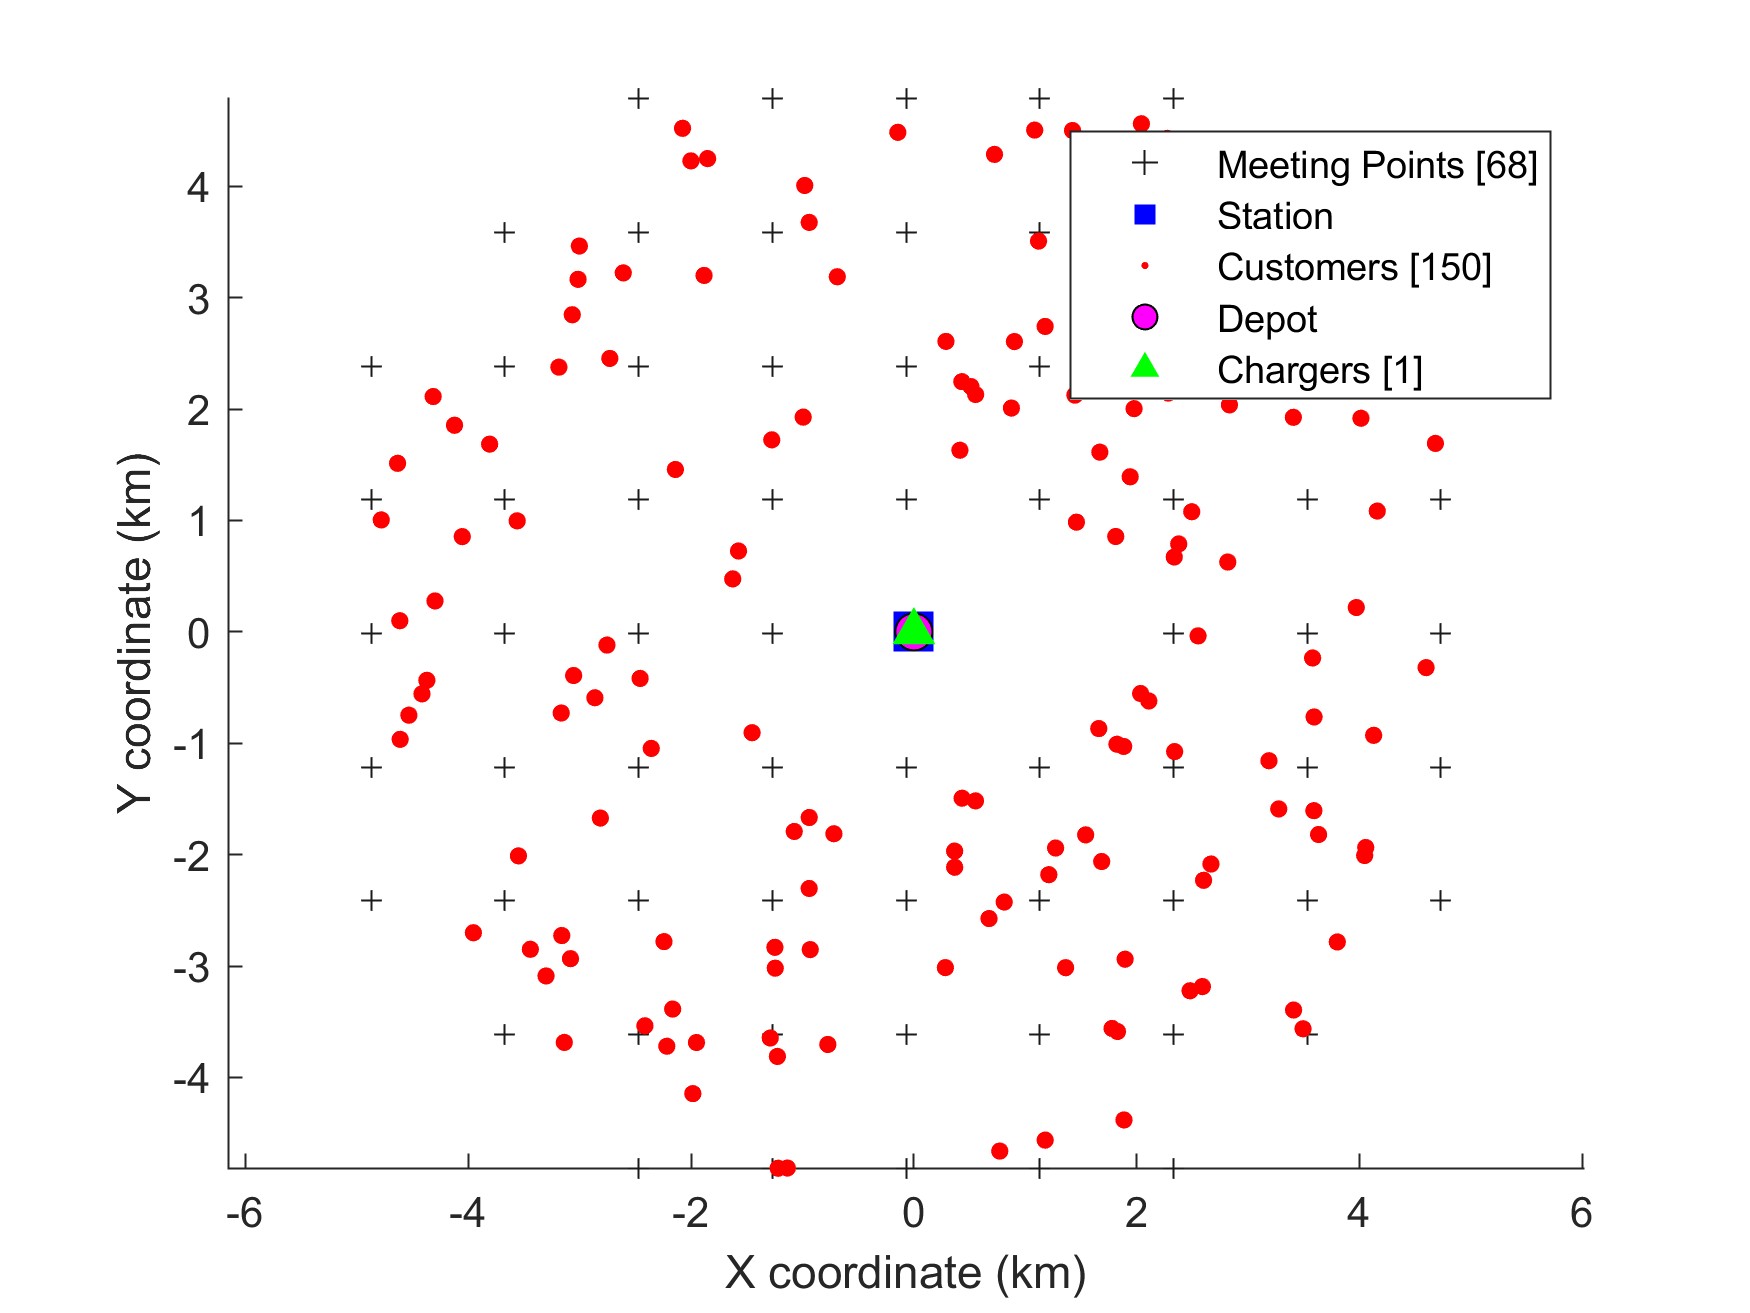 Meeting Points [68]
Station
Customers [150]
Depot
Chargers [1]
4
3
2
1
0
-1
-2
-3
-4
Y coordinate (km)
-6 -4 -2 0 2 4 6
X coordinate (km)